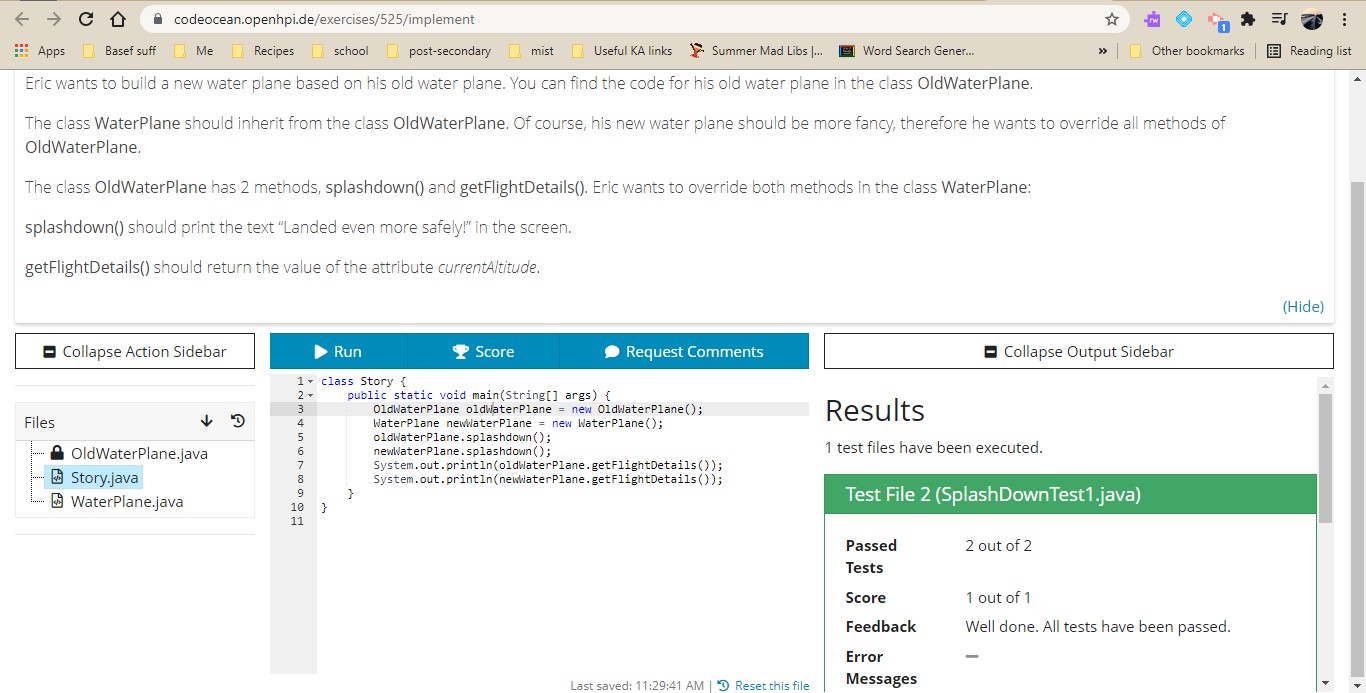 codeocean.openhpi.de/exercises/525/implement
rw
1
Apps Basef suff Me Recipes school post-secondary mist Useful KA links Summer Mad Libs |... Word Search Gener... » Other bookmarks Reading list
Eric wants to build a new water plane based on his old water plane. You can find the code for his old water plane in the class OldWaterPlane.
The class WaterPlane should inherit from the class OldWaterPlane. Of course, his new water plane should be more fancy, therefore he wants to override all methods of
OldWaterPlane.
The class OldWaterPlane has 2 methods, splashdown() and getFlightDetails(). Eric wants to override both methods in the class WaterPlane:
splashdown() should print the text “Landed even more safely!” in the screen.
getFlightDetails() should return the value of the attribute currentAltitude.
(Hide)
Collapse Action Sidebar
Run Score Request Comments
Collapse Output Sidebar
Files
OldWaterPlane.java
Story.java
WaterPlane.java
1 class Story {
2 public static void main(String[] args) {
3 OldWaterPlane oldWaterPlane = new OldWaterPlane();
4 WaterPlane newWaterPlane = new WaterPlane();
5 oldWaterPlane.splashdown();
6 newWaterPlane.splashdown();
7 System.out.println(oldWaterPlane.getFlightDetails());
8 System.out.println(newWaterPlane.getFlightDetails());
9 }
10 }
11
Last saved: 11:29:41 AM | Reset this file
Results
1 test files have been executed.
Test File 2 (SplashDownTest1.java)
Passed 2 out of 2
Tests
Score 1 out of 1
Feedback Well done. All tests have been passed.
Error –
Messages